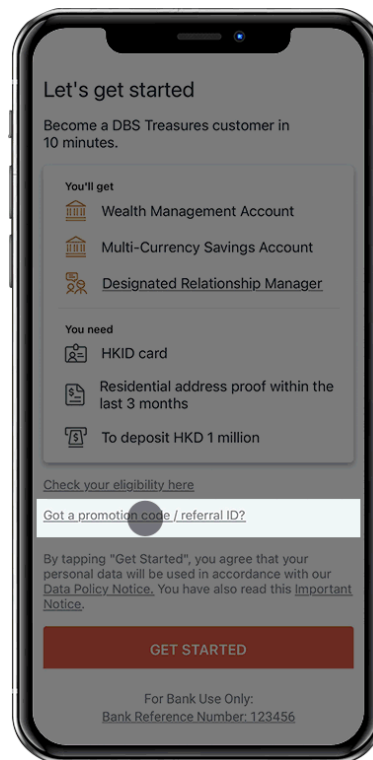 Let's get started
Become a DBS Treasures customer in
10 minutes.
You'll get
Wealth Management Account
Multi-Currency Savings Account
Designated Relationship Manager
You need
HKID card
Residential address proof within the
last 3 months
To deposit HKD 1 million
Check your eligibility here
Got a promotion code / referral ID?
By tapping "Get Started", you agree that your
personal data will be used in accordance with our
Data Policy Notice. You have also read this Important
Notice.
GET STARTED
For Bank Use Only:
Bank Reference Number: 123456